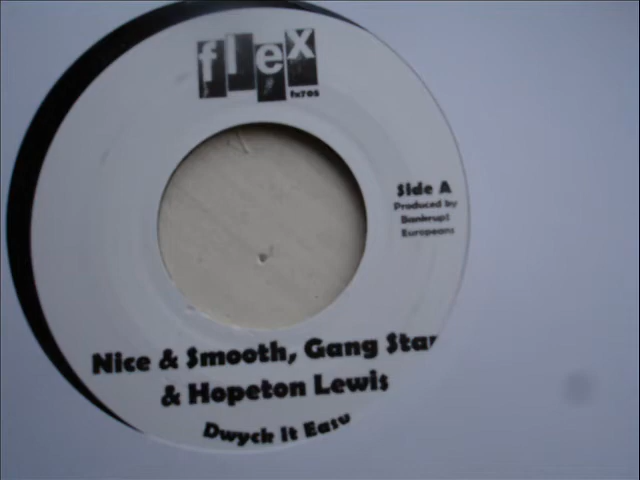 flex
fx705
Side A
Produced by
Bankrupt
Europeans
Nice & Smooth, Gang Star
& Hopeton Lewis
Dwyck It Easy